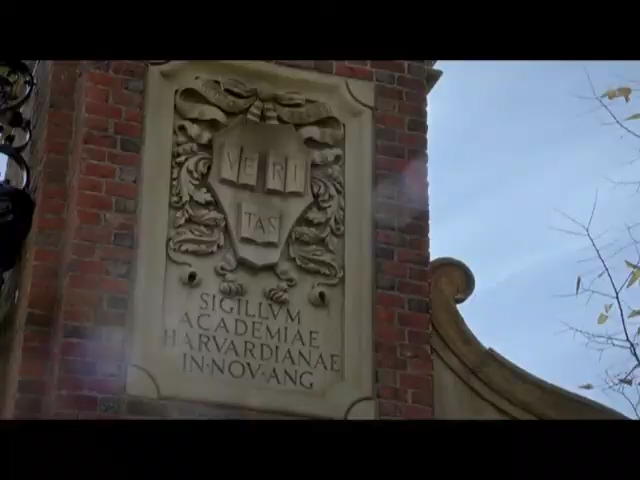 VE RI
TAS
SIGILLVM
ACADEMIAE
HARVARDIANAE
IN·NOV·ANG